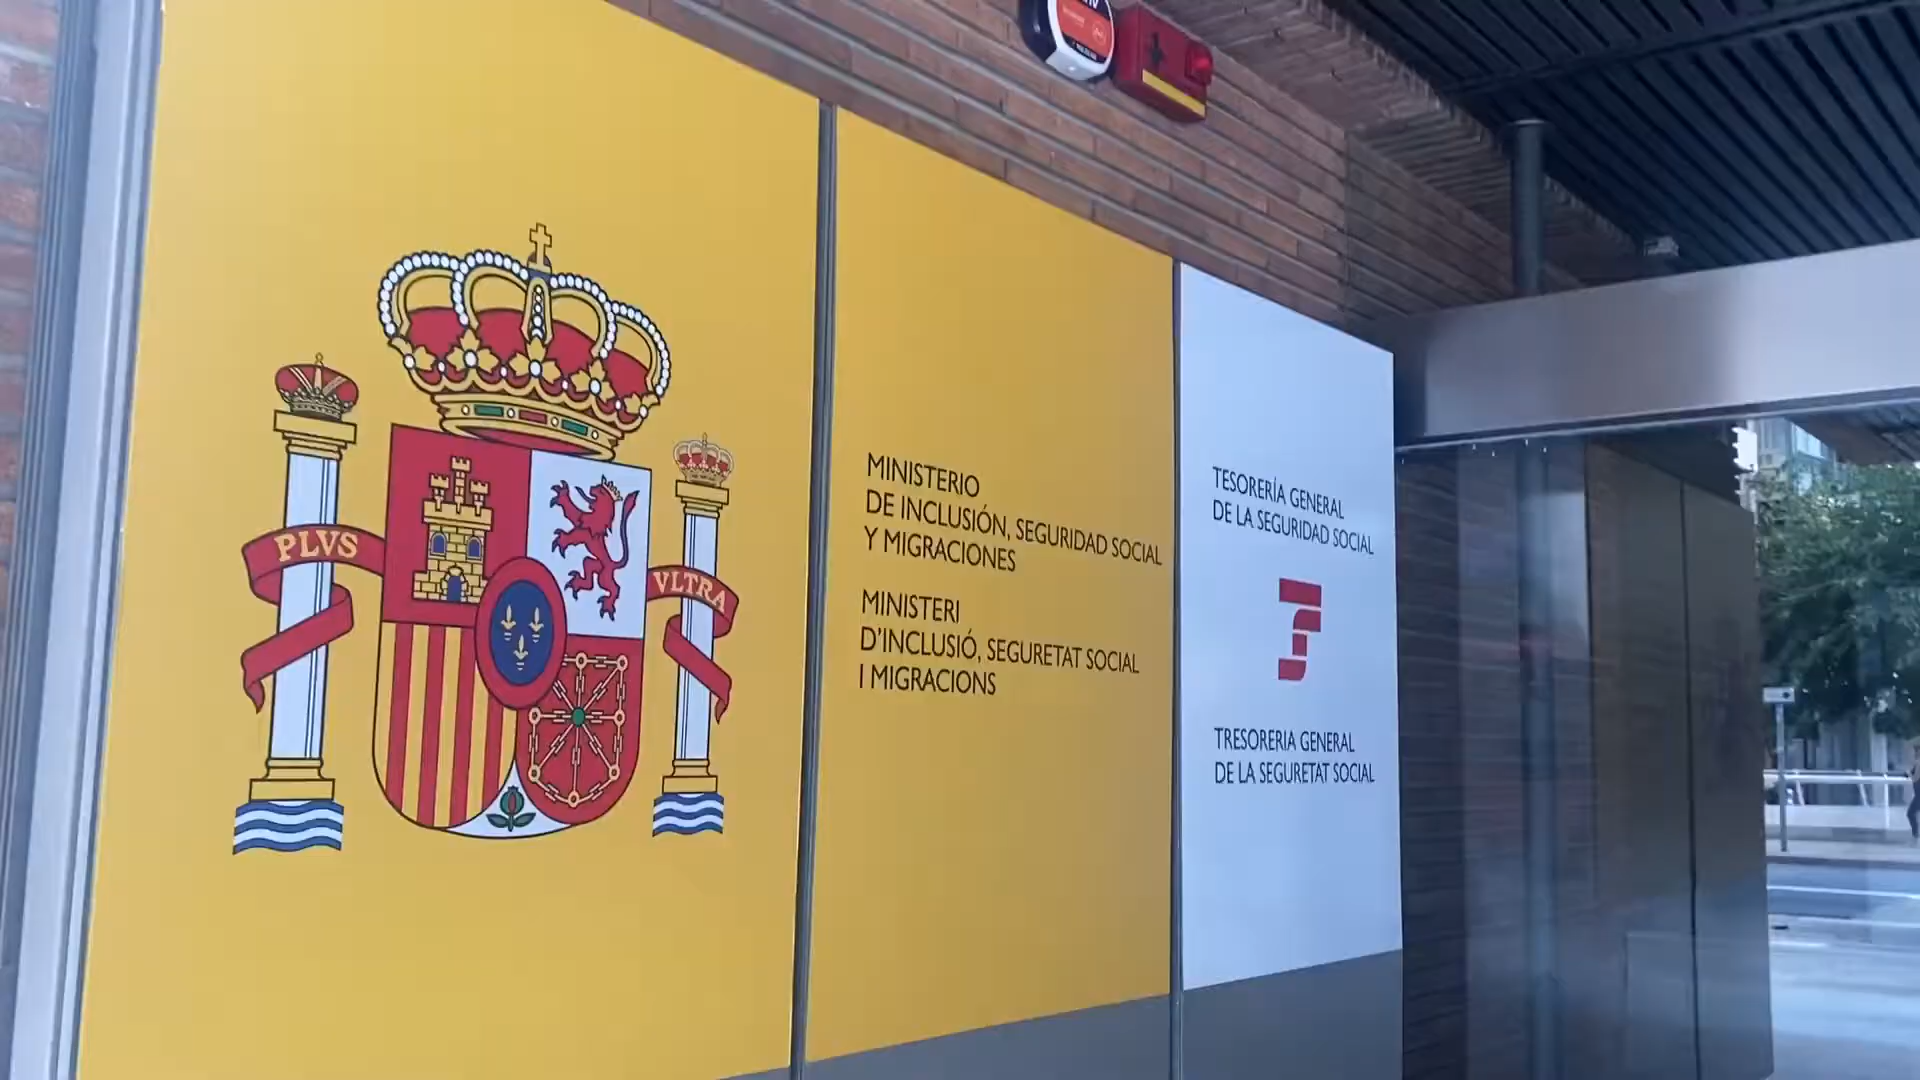 PLVS
VLTRA
MINISTERIO
DE INCLUSIÓN, SEGURIDAD SOCIAL
Y MIGRACIONES
MINISTERI
D'INCLUSIÓ, SEGURETAT SOCIAL
I MIGRACIONS
TESORERÍA GENERAL
DE LA SEGURIDAD SOCIAL
TRESORERIA GENERAL
DE LA SEGURETAT SOCIAL